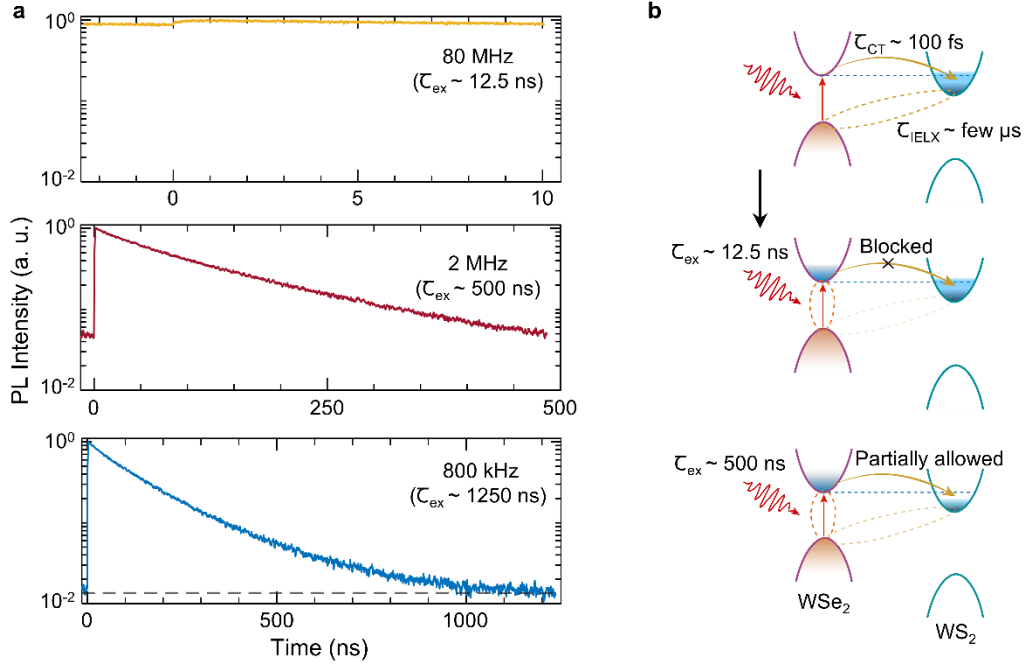 a
PL Intensity (a. u.)
10⁰
10⁻²
80 MHz
(τ_ex ~ 12.5 ns)
0 5 10
10⁰
10⁻²
2 MHz
(τ_ex ~ 500 ns)
0 250 500
10⁰
10⁻²
800 kHz
(τ_ex ~ 1250 ns)
0 500 1000
Time (ns)
b
τ_CT ~ 100 fs
τ_IELX ~ few µs
τ_ex ~ 12.5 ns
Blocked
τ_ex ~ 500 ns
Partially allowed
WSe₂
WS₂